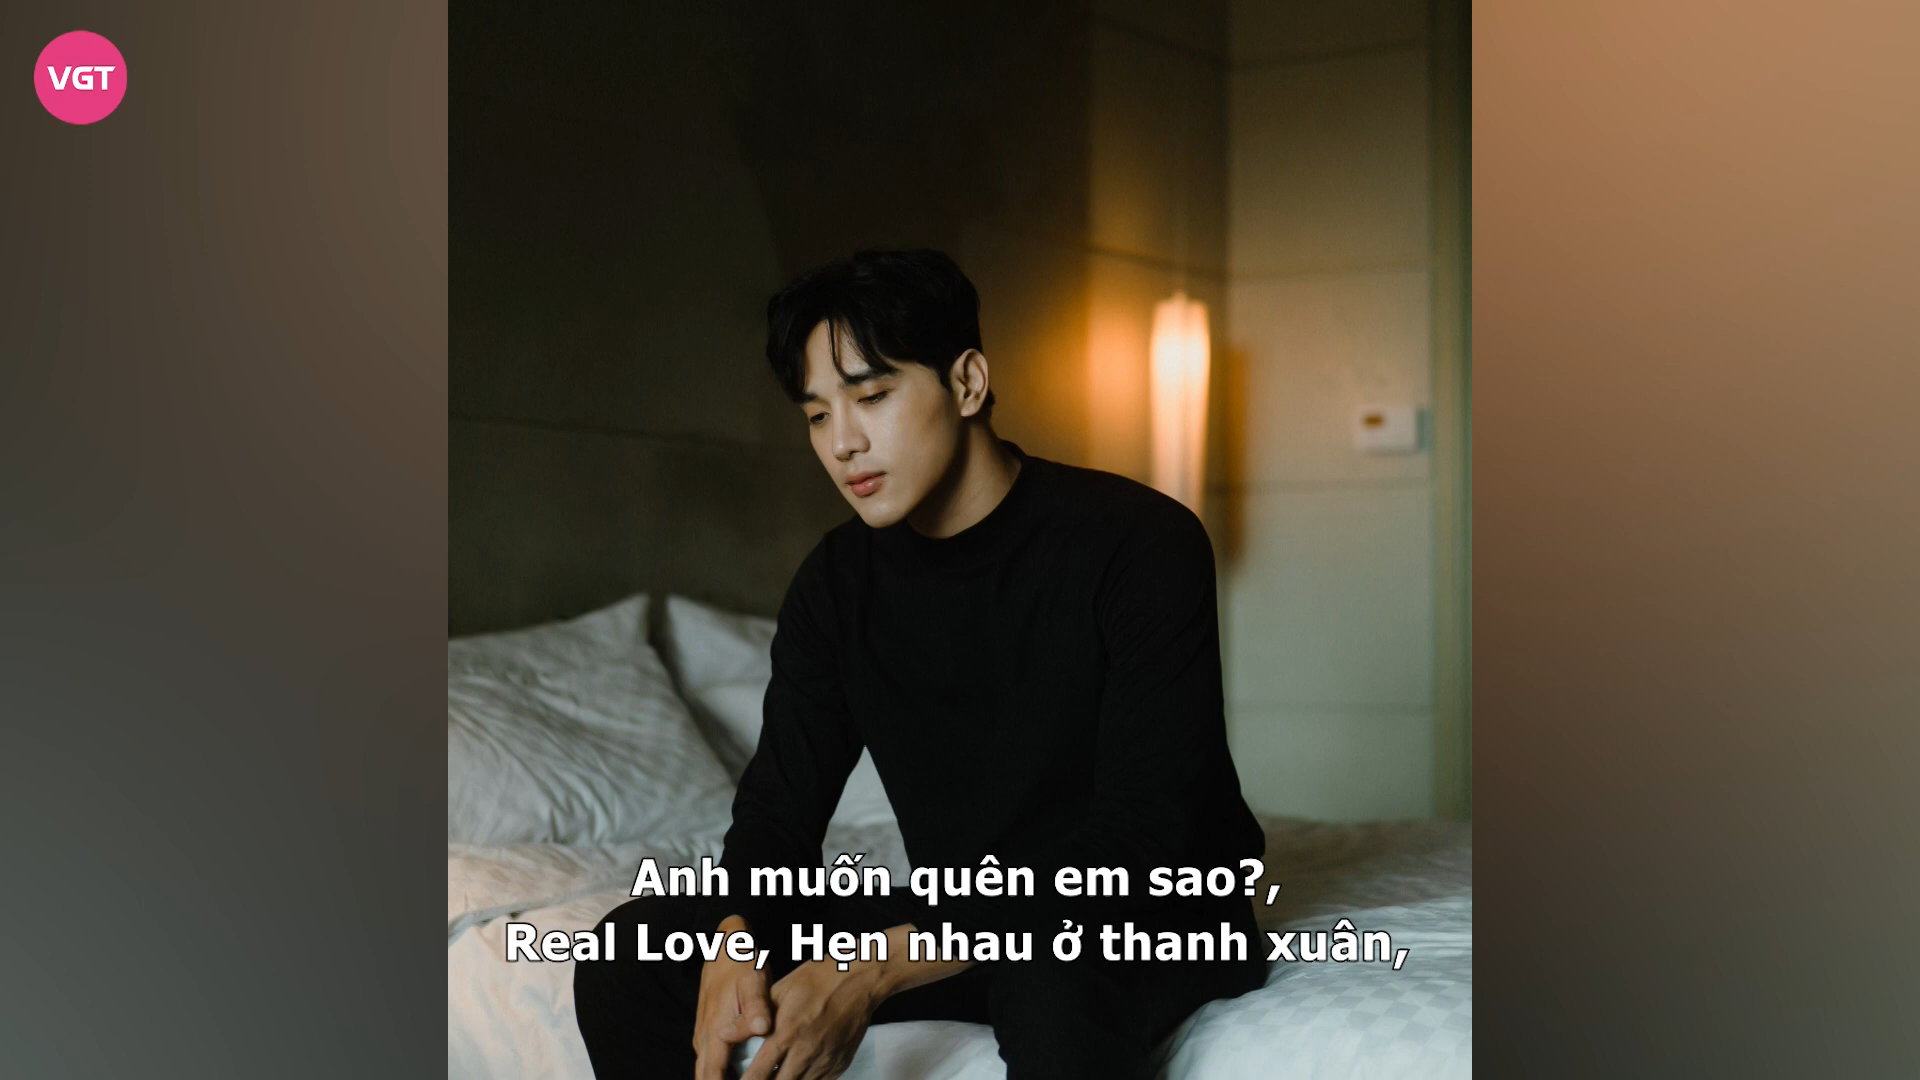 VGT
Anh muốn quên em sao?,
Real Love, Hẹn nhau ở thanh xuân,